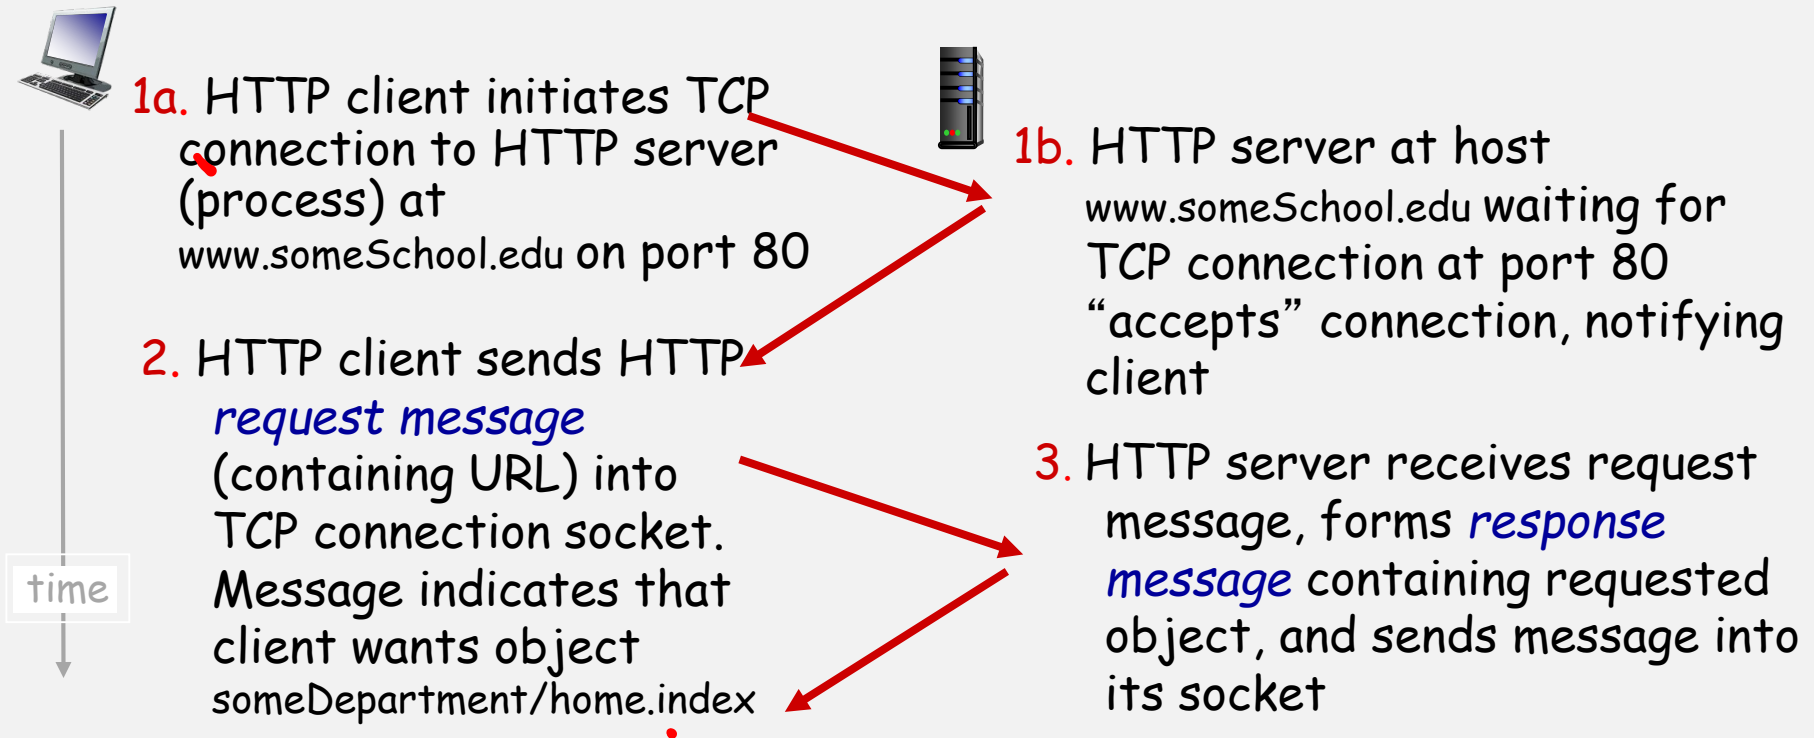 1a. HTTP client initiates TCP
connection to HTTP server
(process) at
www.someSchool.edu on port 80
1b. HTTP server at host
www.someSchool.edu waiting for
TCP connection at port 80
“accepts” connection, notifying
client
2. HTTP client sends HTTP
request message
(containing URL) into
TCP connection socket.
Message indicates that
client wants object
someDepartment/home.index
3. HTTP server receives request
message, forms response
message containing requested
object, and sends message into
its socket
time